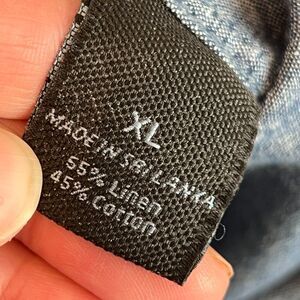 XL
MADE IN SRI LANKA
55% Linen
45% Cotton